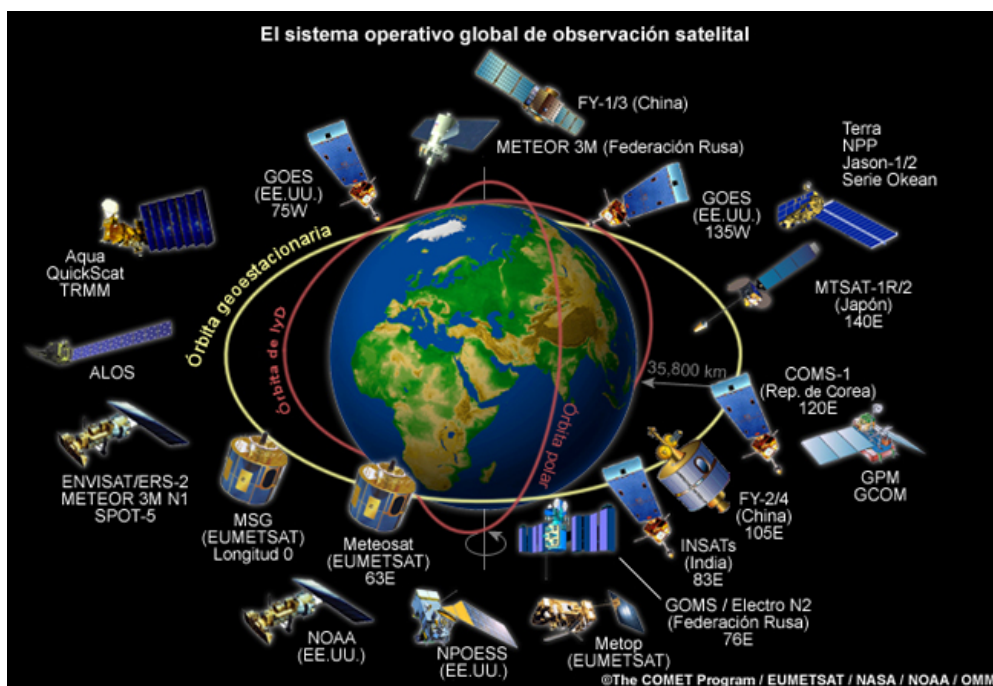 El sistema operativo global de observación satelital
FY-1/3 (China)
METEOR 3M (Federación Rusa)
GOES
(EE.UU.)
75W
GOES
(EE.UU.)
135W
Terra
NPP
Jason-1/2
Serie Okean
Aqua
QuickScat
TRMM
Órbita geoestacionaria
Órbita de IyD
Órbita polar
MTSAT-1R/2
(Japón)
140E
35,800 km
ALOS
COMS-1
(Rep. de Corea)
120E
GPM
GCOM
ENVISAT/ERS-2
METEOR 3M N1
SPOT-5
MSG
(EUMETSAT)
Longitud 0
Meteosat
(EUMETSAT)
63E
FY-2/4
(China)
105E
INSATs
(India)
83E
GOMS / Electro N2
(Federación Rusa)
76E
NOAA
(EE.UU.)
NPOESS
(EE.UU.)
Metop
(EUMETSAT)
©The COMET Program / EUMETSAT / NASA / NOAA / OMM